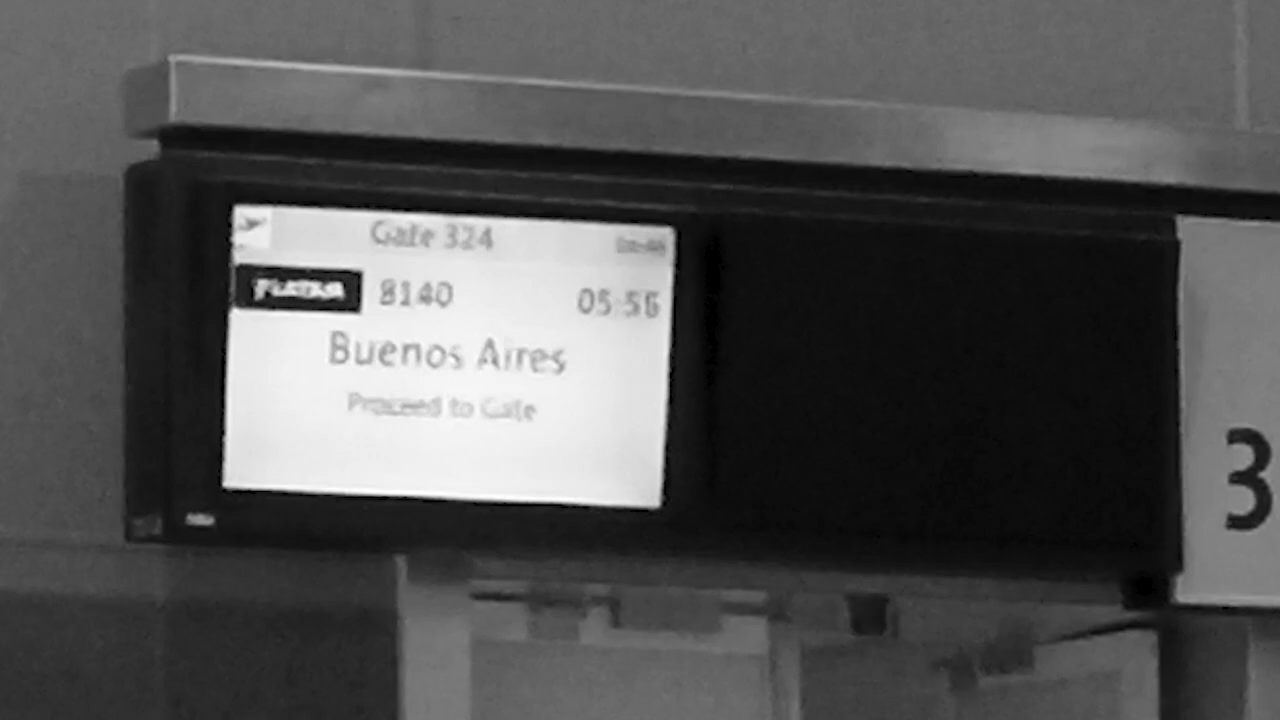 Gate 324
8140 05:56
Buenos Aires
Proceed to Gate
3